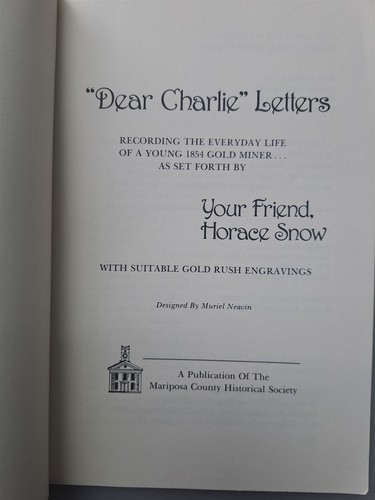 "Dear Charlie" Letters
RECORDING THE EVERYDAY LIFE
OF A YOUNG 1854 GOLD MINER...
AS SET FORTH BY
Your Friend,
Horace Snow
WITH SUITABLE GOLD RUSH ENGRAVINGS
Designed By Muriel Neavin
A Publication Of The
Mariposa County Historical Society